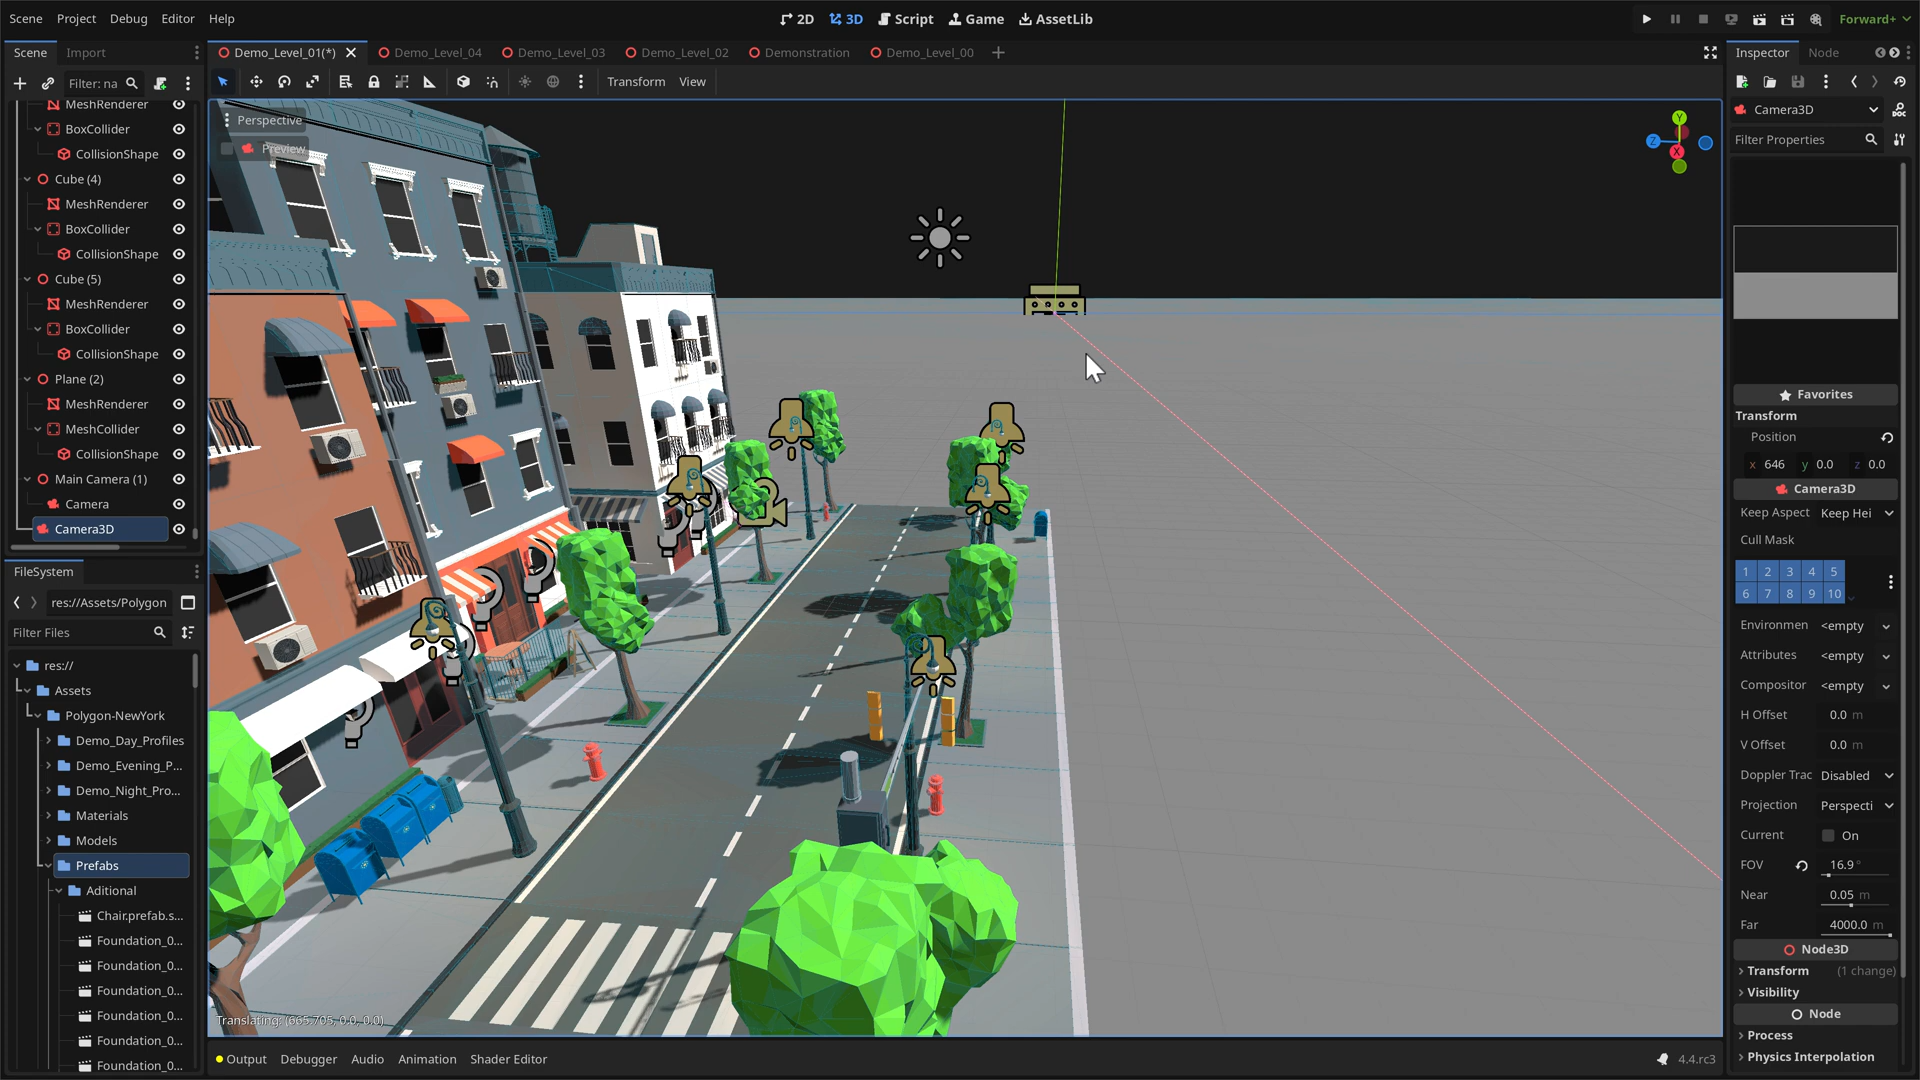 Scene Project Debug Editor Help
2D 3D Script Game AssetLib
Forward+
Scene Import
Demo_Level_01(*) Demo_Level_04 Demo_Level_03 Demo_Level_02 Demonstration Demo_Level_00
Inspector Node
Filter: na
Transform View
MeshRenderer
BoxCollider
CollisionShape
Cube (4)
MeshRenderer
BoxCollider
CollisionShape
Cube (5)
MeshRenderer
BoxCollider
CollisionShape
Plane (2)
MeshRenderer
MeshCollider
CollisionShape
Main Camera (1)
Camera
Camera3D
FileSystem
res://Assets/Polygon
Filter Files
res://
Assets
Polygon-NewYork
Demo_Day_Profiles
Demo_Evening_P...
Demo_Night_Pro...
Materials
Models
Prefabs
Aditional
Chair.prefab.s...
Foundation_0...
Foundation_0...
Foundation_0...
Foundation_0...
Foundation_0...
Foundation_0...
Perspective
Preview
Y
Z
X
Translating: (665.705, 0.0, 0.0)
Output Debugger Audio Animation Shader Editor
4.4.rc3
Camera3D
DOC
Filter Properties
Favorites
Transform
Position
x 646 y 0.0 z 0.0
Camera3D
Keep Aspect Keep Hei
Cull Mask
1 2 3 4 5
6 7 8 9 10
Environmen <empty
Attributes <empty
Compositor <empty
H Offset 0.0 m
V Offset 0.0 m
Doppler Trac Disabled
Projection Perspecti
Current On
FOV 16.9 °
Near 0.05 m
Far 4000.0 m
Node3D
Transform (1 change)
Visibility
Node
Process
Physics Interpolation